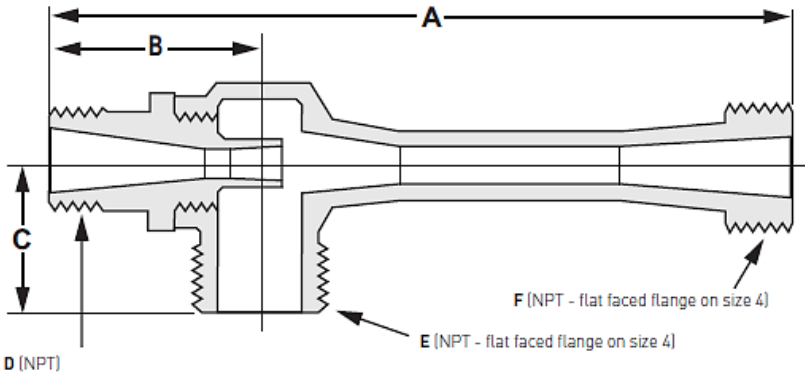 A
B
C
F (NPT - flat faced flange on size 4)
E (NPT - flat faced flange on size 4)
D (NPT)